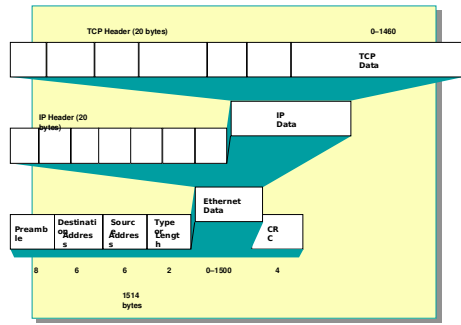 TCP Header (20 bytes)
0–1460
TCP
Data
IP Header (20
bytes)
IP
Data
Ethernet
Data
Preamb
le
Destinati
on
Addres
s
Sourc
e
Addres
s
Type
or
Lengt
h
CR
C
8
6
6
2
0–1500
4
1514
bytes